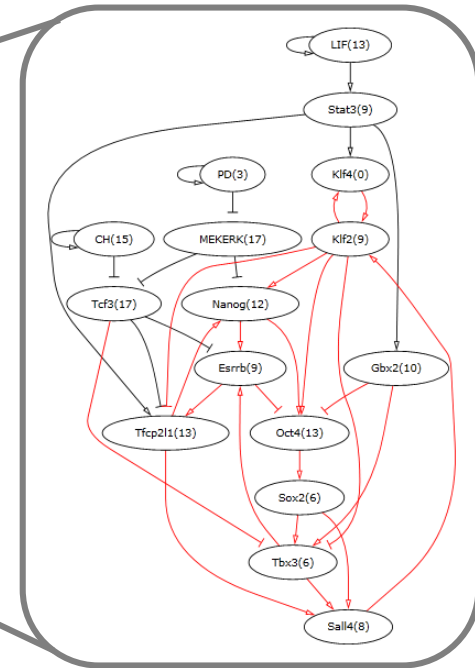 LIF(13)
Stat3(9)
PD(3)
Klf4(0)
CH(15)
MEKERK(17)
Klf2(9)
Tcf3(17)
Nanog(12)
Esrrb(9)
Gbx2(10)
Tfcp2l1(13)
Oct4(13)
Sox2(6)
Tbx3(6)
Sall4(8)